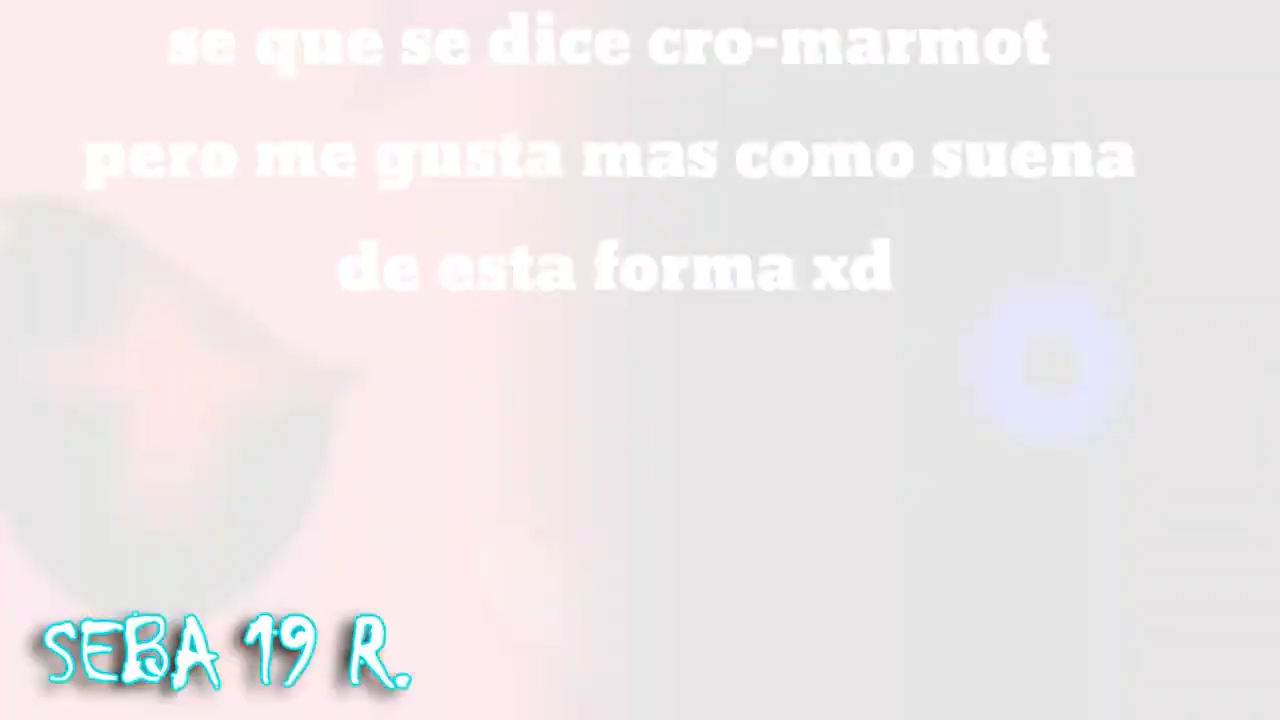 se que se dice cro-marmot
pero me gusta mas como suena
de esta forma xd
SEBA 19 R.